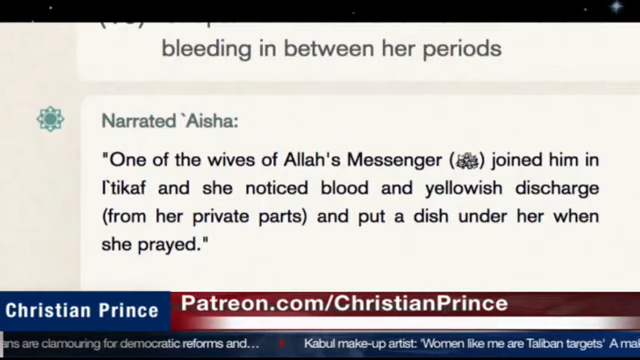 bleeding in between her periods
Narrated `Aisha:
"One of the wives of Allah's Messenger (ﷺ) joined him in
I`tikaf and she noticed blood and yellowish discharge
(from her private parts) and put a dish under her when
she prayed."
Christian Prince
Patreon.com/ChristianPrince
ans are clamouring for democratic reforms and... Kabul make-up artist: 'Women like me are Taliban targets' A mai